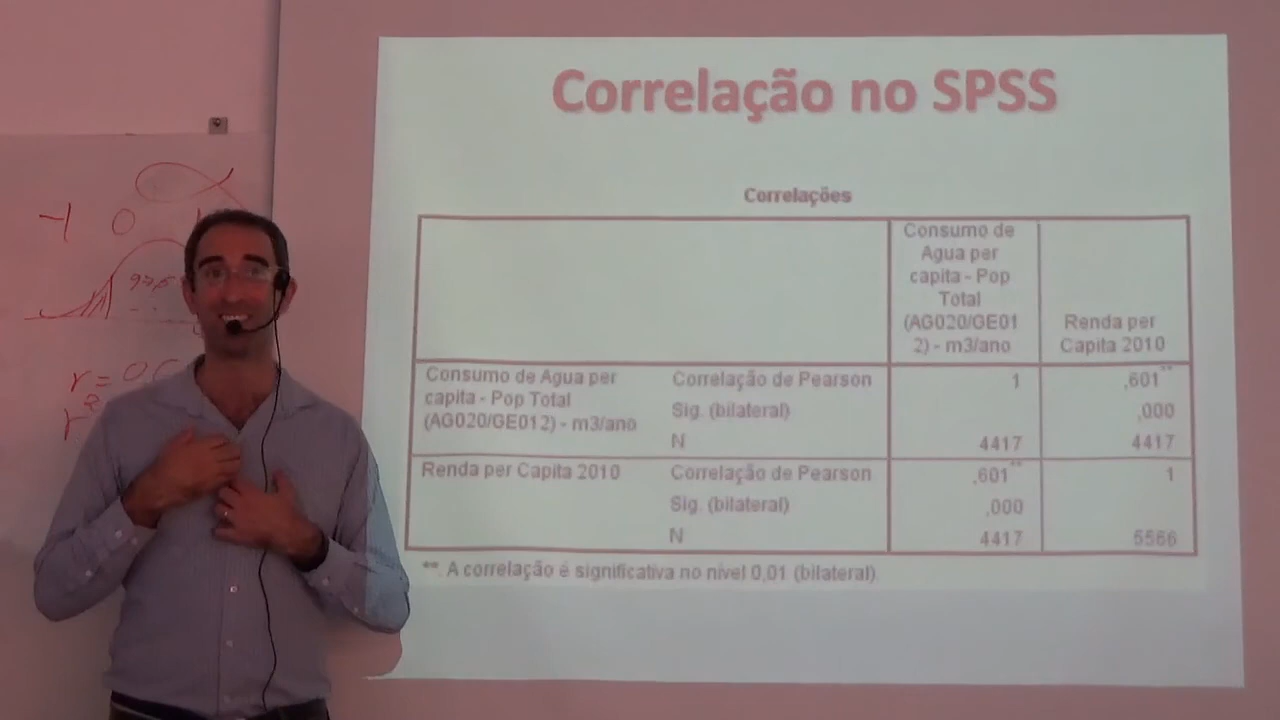 Correlação no SPSS
Correlações
Consumo de
Agua per
capita - Pop
Total
(AG020/GE01
2) - m3/ano
Renda per
Capita 2010
Consumo de Agua per
capita - Pop Total
(AG020/GE012) - m3/ano
Correlação de Pearson
1
,601**
Sig. (bilateral)
,000
N
4417
4417
Renda per Capita 2010
Correlação de Pearson
,601**
1
Sig. (bilateral)
,000
N
4417
5566
**. A correlação é significativa no nível 0,01 (bilateral).
-1 0 1
r =